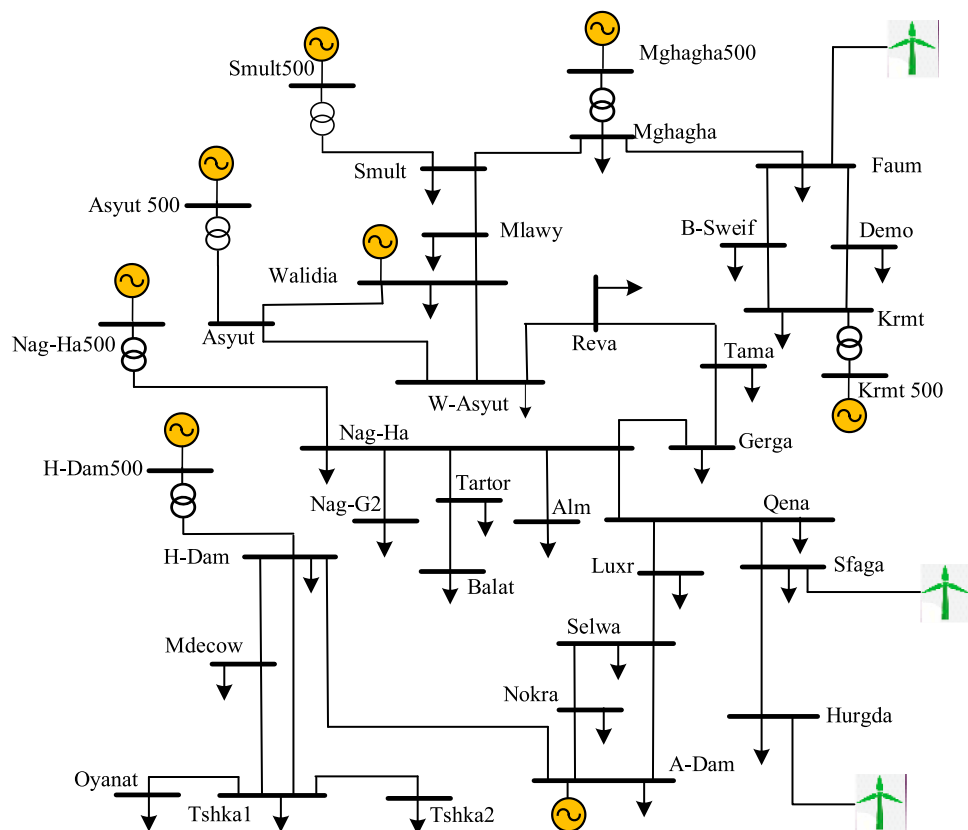 Smult500
Mghagha500
Mghagha
Smult
Faum
Asyut 500
B-Sweif
Demo
Mlawy
Walidia
Krmt
Asyut
Reva
Nag-Ha500
Tama
W-Asyut
Krmt 500
Nag-Ha
Gerga
H-Dam500
Tartor
Nag-G2
Alm
Qena
H-Dam
Balat
Luxr
Sfaga
Selwa
Mdecow
Nokra
Hurgda
A-Dam
Oyanat
Tshka1
Tshka2